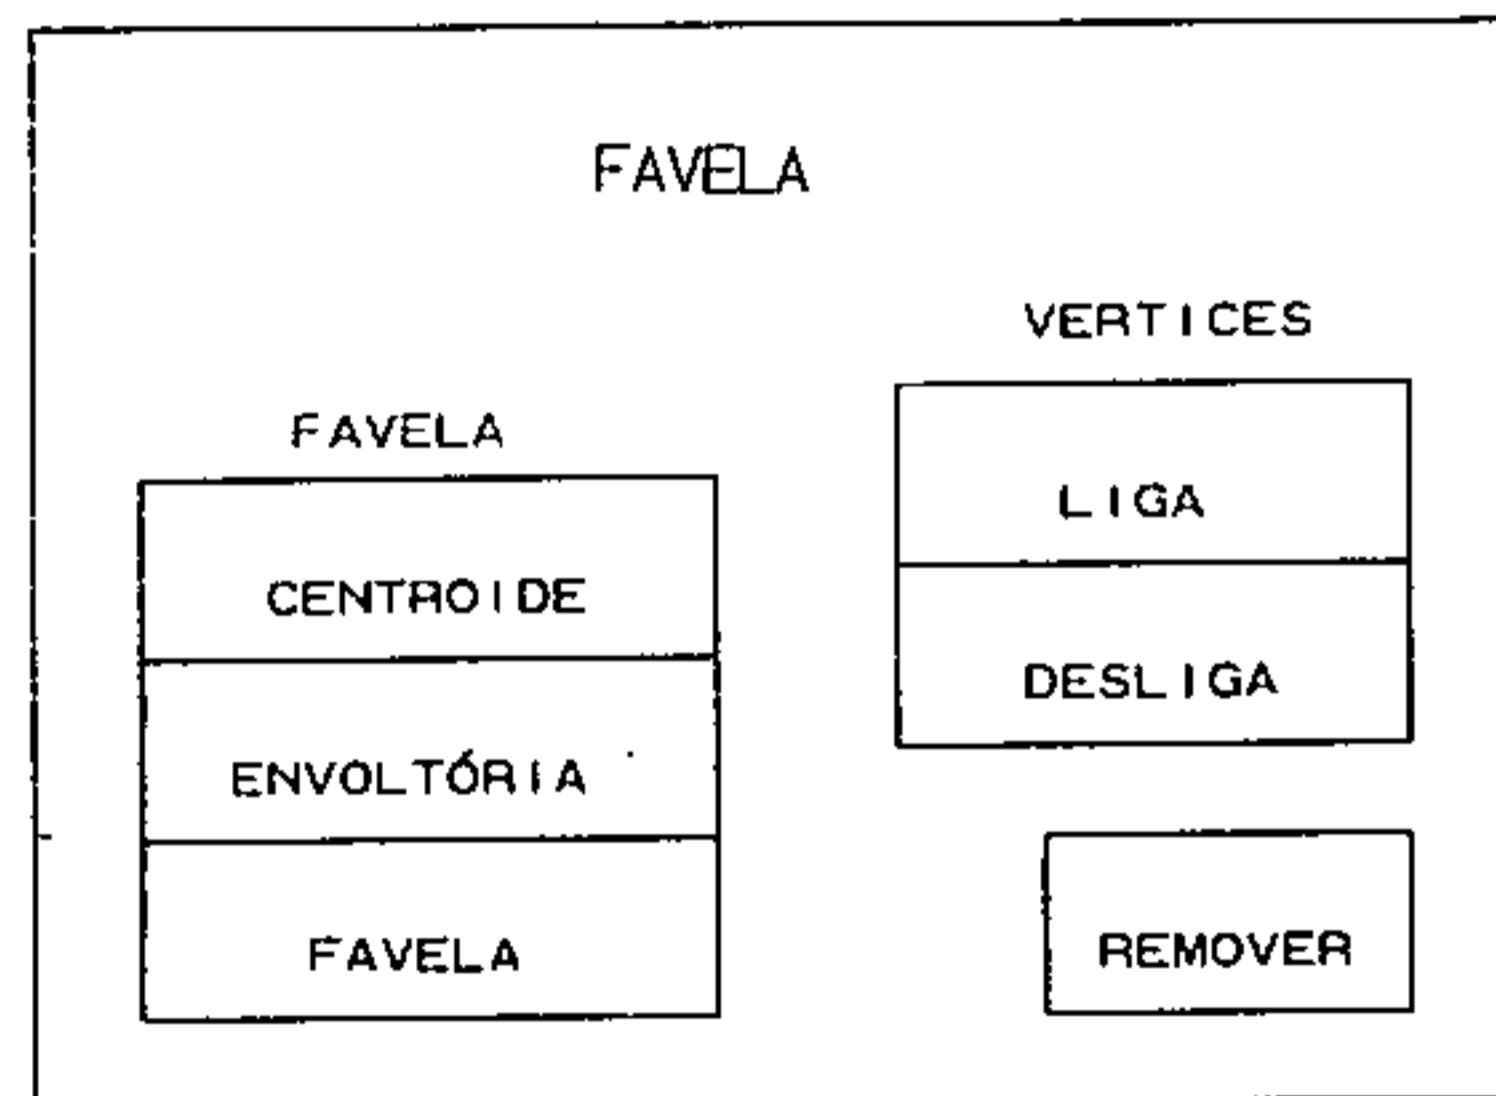 FAVELA
VERTICES
FAVELA
LIGA
CENTROIDE
DESLIGA
ENVOLTÓRIA
REMOVER
FAVELA